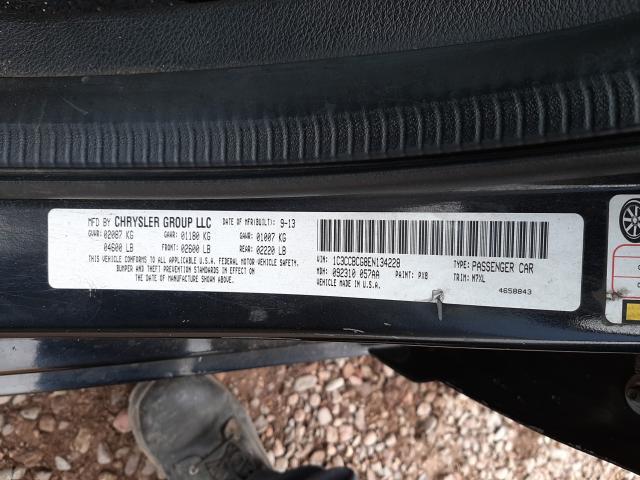 MFD BY CHRYSLER GROUP LLC DATE OF MFR(BUILT): 9-13
GVWR: 02087 KG GAWR: 01180 KG GAWR: 01007 KG
04600 LB FRONT: 02600 LB REAR: 02220 LB
THIS VEHICLE CONFORMS TO ALL APPLICABLE U.S.A. FEDERAL MOTOR VEHICLE SAFETY,
BUMPER AND THEFT PREVENTION STANDARDS IN EFFECT ON
THE DATE OF MANUFACTURE SHOWN ABOVE.
VIN: 1C3CCBCG8EN134228 TYPE: PASSENGER CAR
MDH: 092310 057AA PAINT: PX8 TRIM: M7XL
VEHICLE MADE IN U.S.A. 4658843